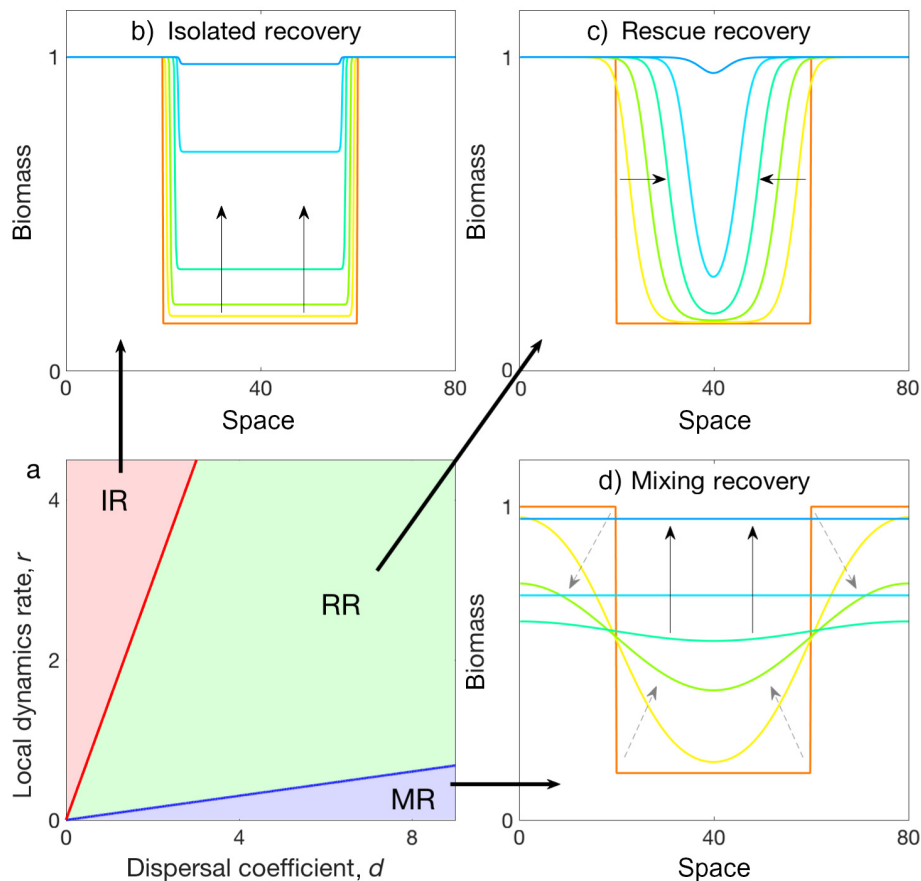 b) Isolated recovery
1
Biomass
0
0
40
80
Space
c) Rescue recovery
1
Biomass
0
0
40
80
Space
a
4
IR
RR
2
Local dynamics rate, r
MR
0
0
4
8
Dispersal coefficient, d
d) Mixing recovery
1
Biomass
0
0
40
80
Space